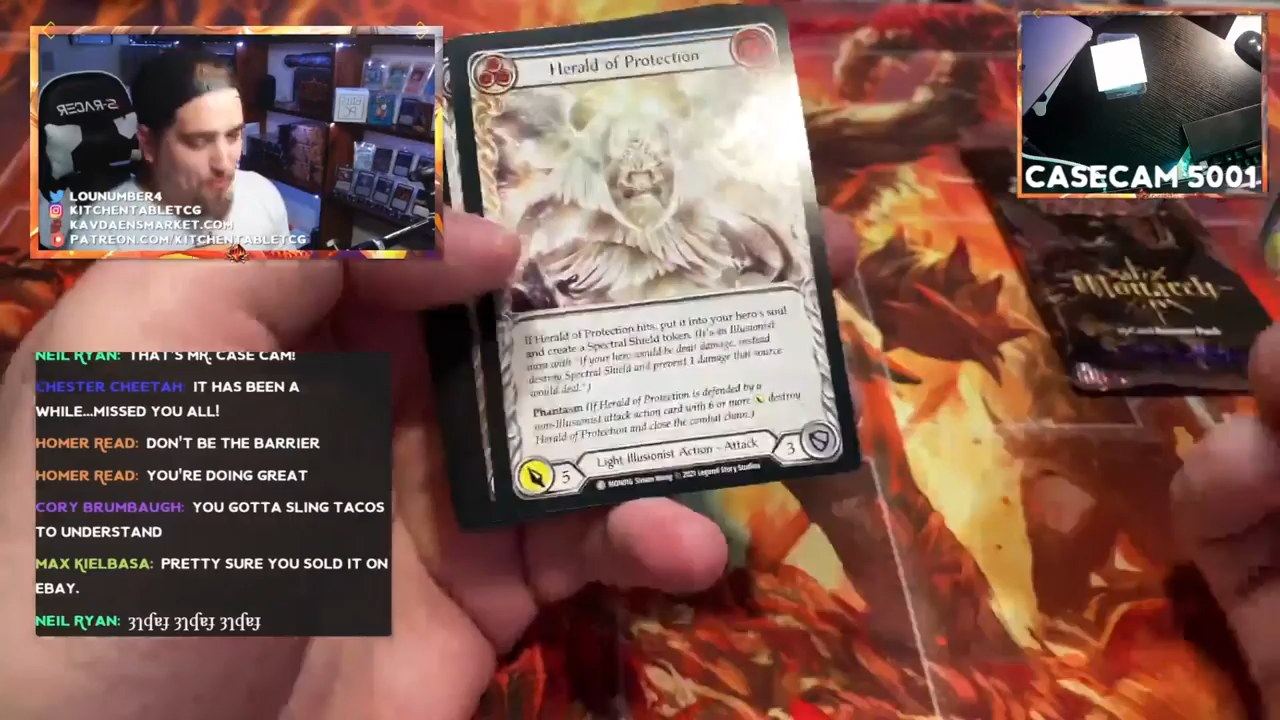 LOUNUMBER4
KITCHENTABLETCG
KAVDAENSMARKET.COM
PATREON.COM/KITCHENTABLETCG
CASECAM 5001
Herald of Protection
If Herald of Protection hits, put it into your hero's soul
and create a Spectral Shield token. (It's an Illusionist
aura with "If your hero would be dealt damage, instead
destroy Spectral Shield and prevent 1 damage that source
would deal.")
Phantasm (If Herald of Protection is defended by a
non-Illusionist attack action card with 6 or more destroy
Herald of Protection and close the combat chain.)
5
Light Illusionist Action - Attack
3
2021 Legend Story Studios
Monarch
NEIL RYAN: THAT'S MR. CASE CAM!
CHESTER CHEETAH: IT HAS BEEN A
WHILE...MISSED YOU ALL!
HOMER READ: DON'T BE THE BARRIER
HOMER READ: YOU'RE DOING GREAT
CORY BRUMBAUGH: YOU GOTTA SLING TACOS
TO UNDERSTAND
MAX KIELBASA: PRETTY SURE YOU SOLD IT ON
EBAY.
NEIL RYAN: